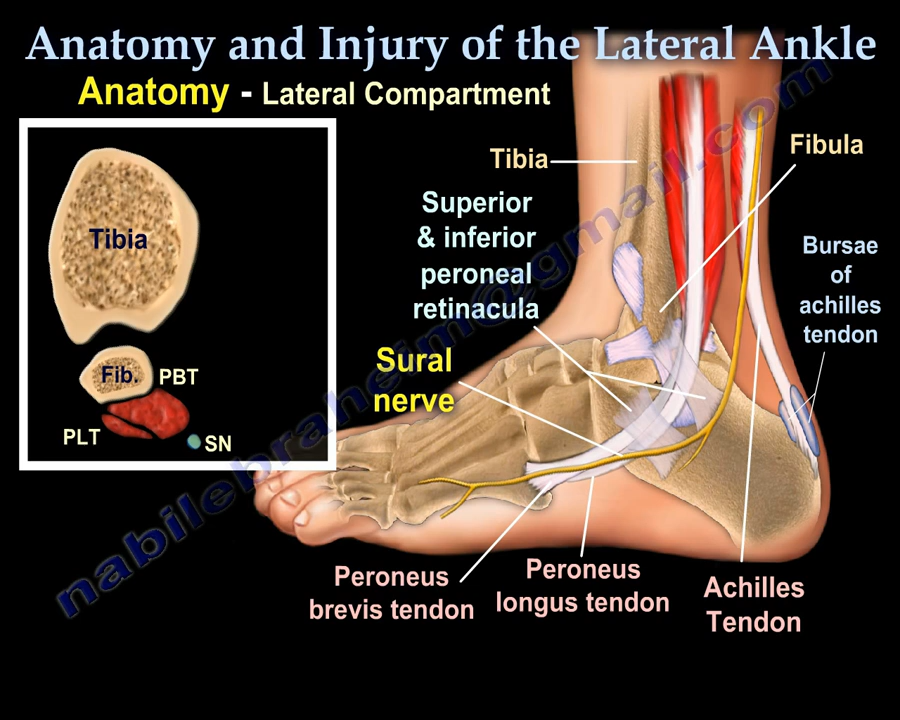 Anatomy and Injury of the Lateral Ankle
Anatomy - Lateral Compartment
Tibia
Fib.
PBT
PLT
SN
Tibia
Fibula
Superior
& inferior
peroneal
retinacula
Bursae
of
achilles
tendon
Sural
nerve
Peroneus
brevis tendon
Peroneus
longus tendon
Achilles
Tendon
nabilebraheim@gmail.com